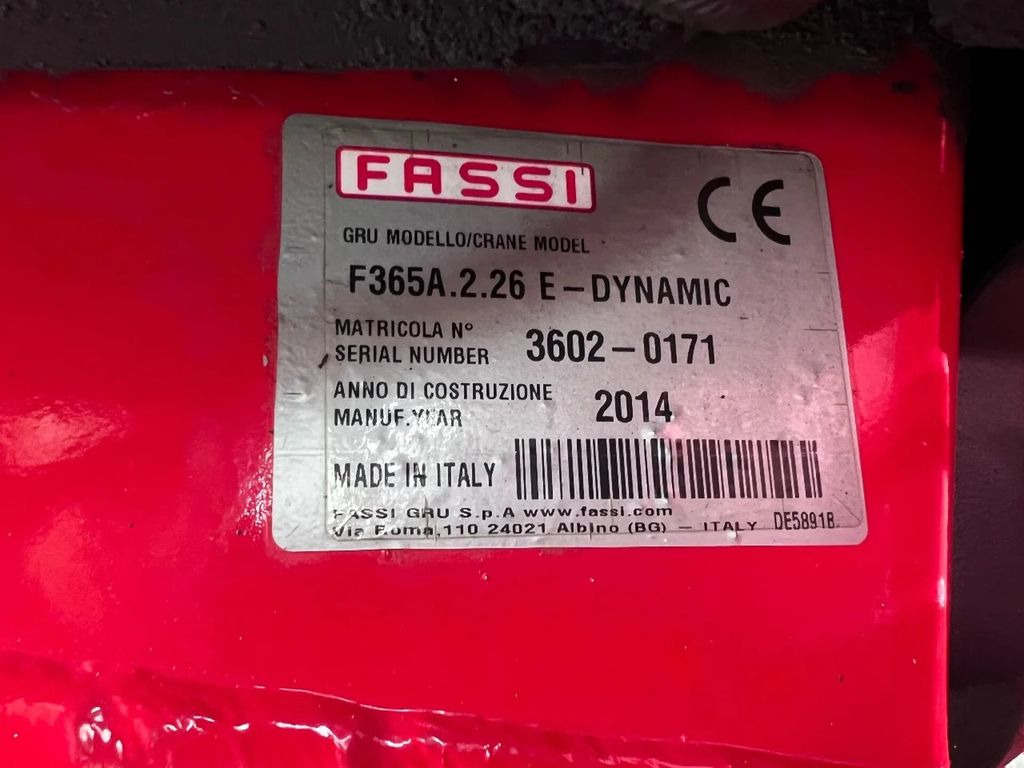 FASSI
CE
GRU MODELLO/CRANE MODEL
F365A.2.26 E-DYNAMIC
MATRICOLA N°
SERIAL NUMBER 3602-0171
ANNO DI COSTRUZIONE
MANUF.YEAR 2014
MADE IN ITALY
FASSI GRU S.p.A www.fassi.com
Via Roma,110 24021 Albino (BG) - ITALY DE5891B